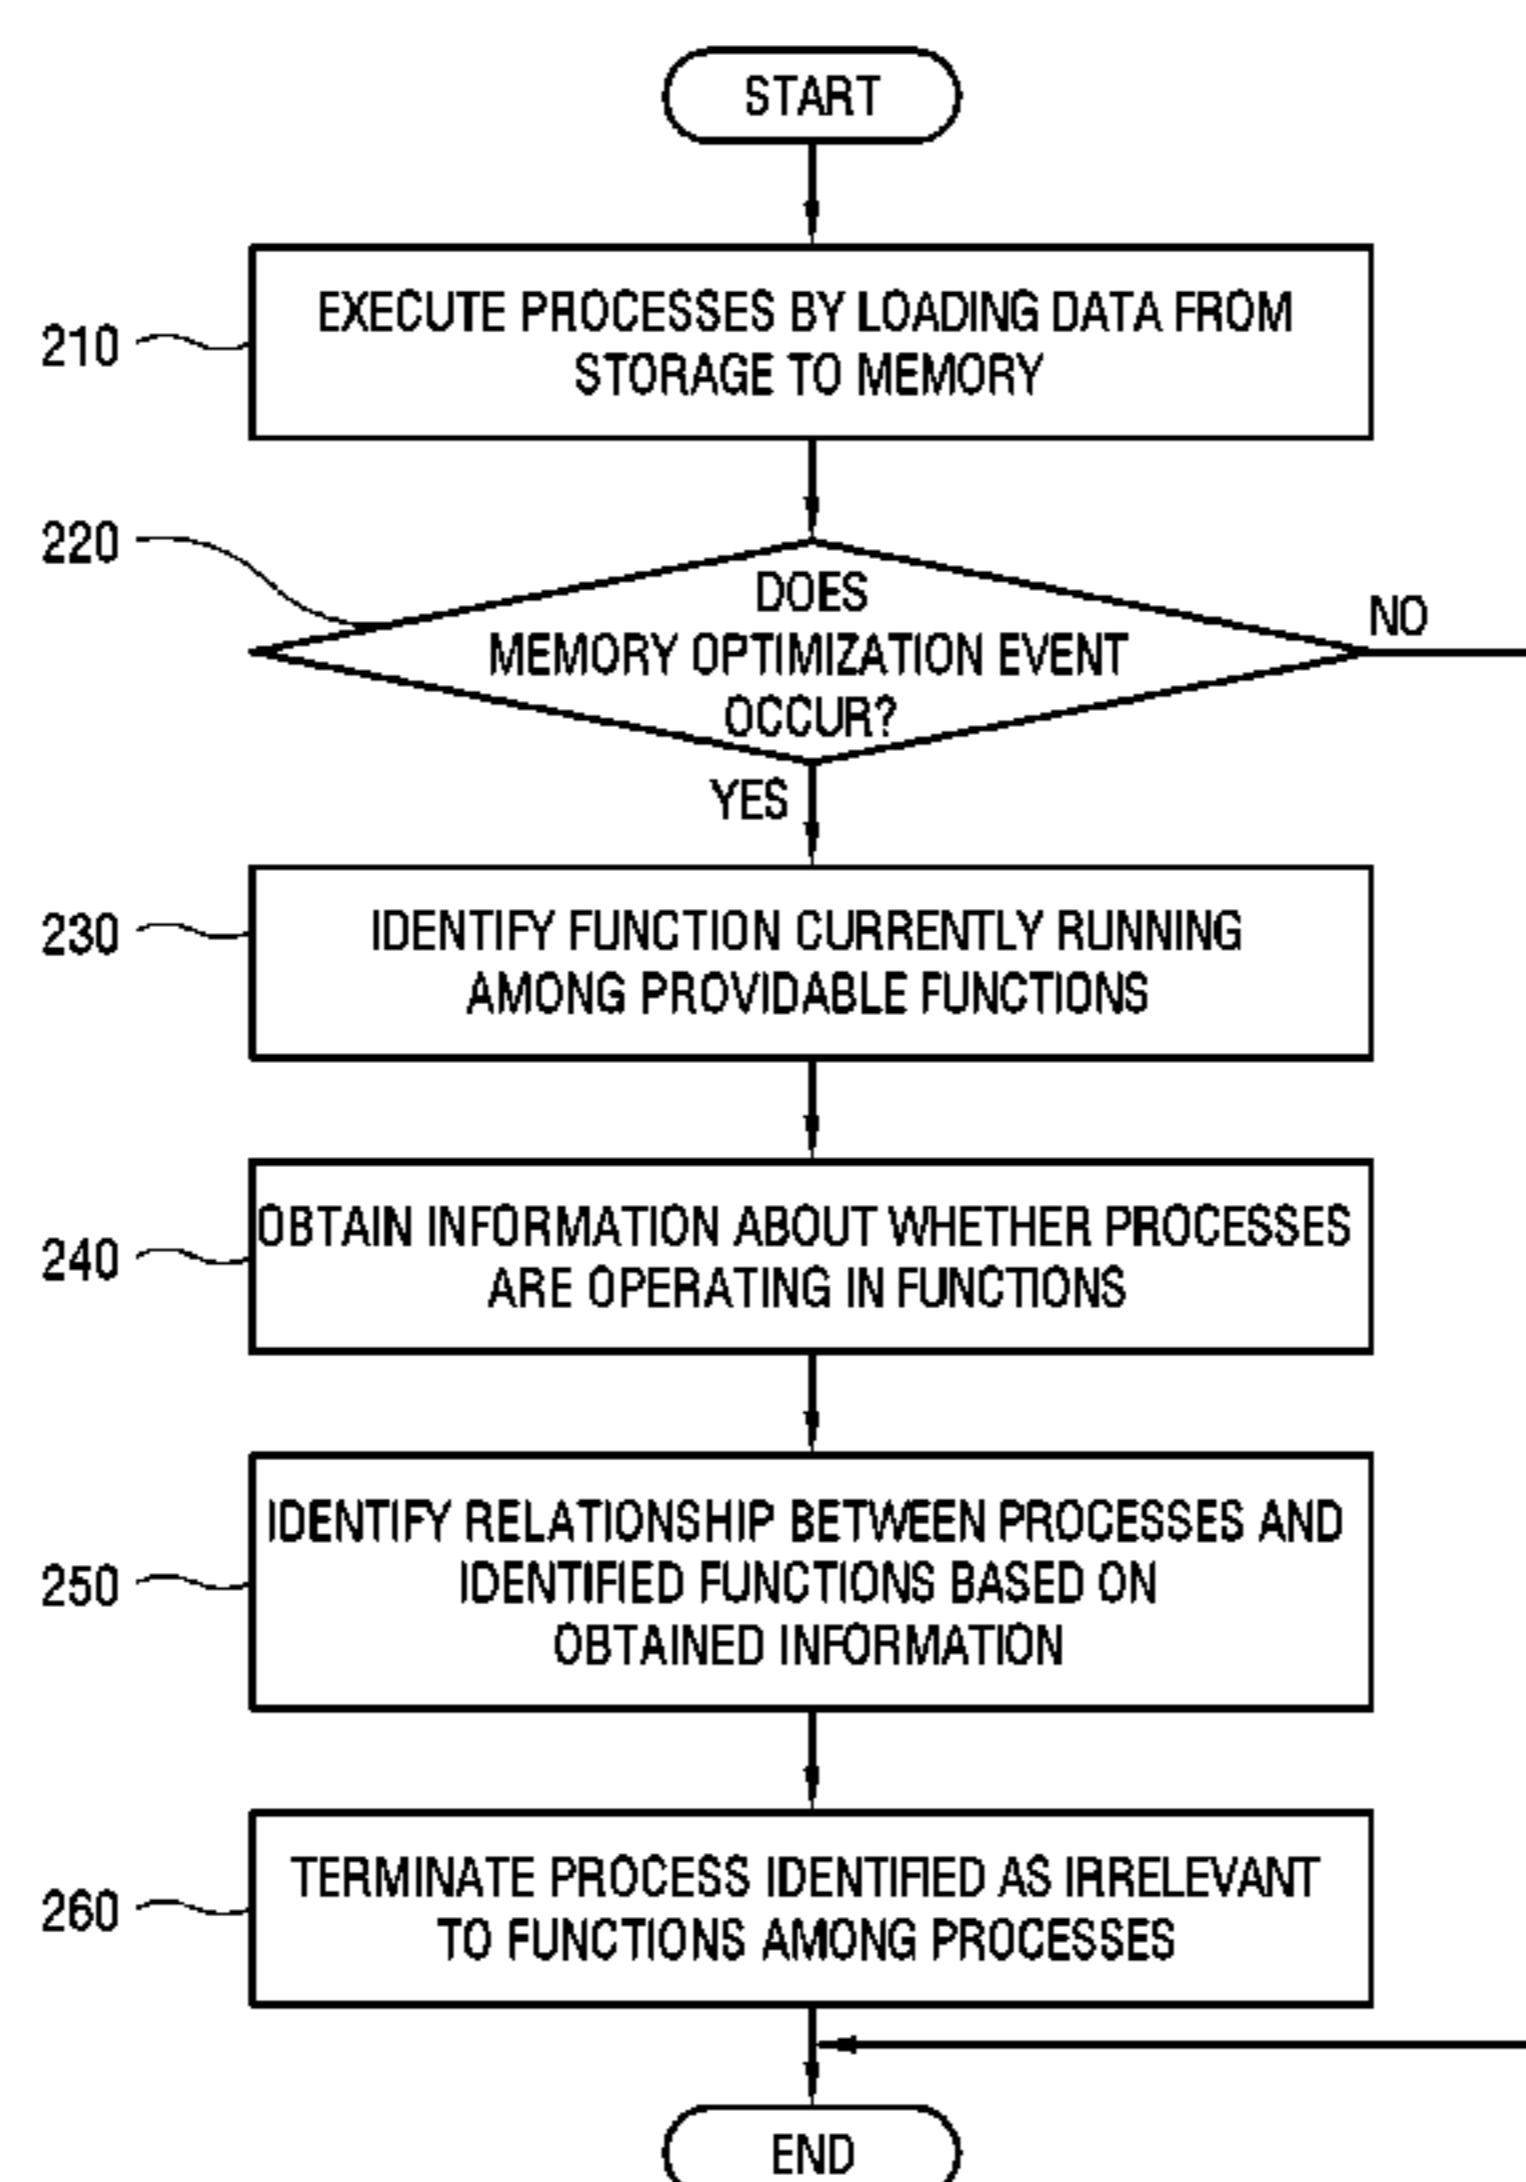 START
210
EXECUTE PROCESSES BY LOADING DATA FROM
STORAGE TO MEMORY
220
DOES
MEMORY OPTIMIZATION EVENT
OCCUR?
NO
YES
230
IDENTIFY FUNCTION CURRENTLY RUNNING
AMONG PROVIDABLE FUNCTIONS
240
OBTAIN INFORMATION ABOUT WHETHER PROCESSES
ARE OPERATING IN FUNCTIONS
250
IDENTIFY RELATIONSHIP BETWEEN PROCESSES AND
IDENTIFIED FUNCTIONS BASED ON
OBTAINED INFORMATION
260
TERMINATE PROCESS IDENTIFIED AS IRRELEVANT
TO FUNCTIONS AMONG PROCESSES
END